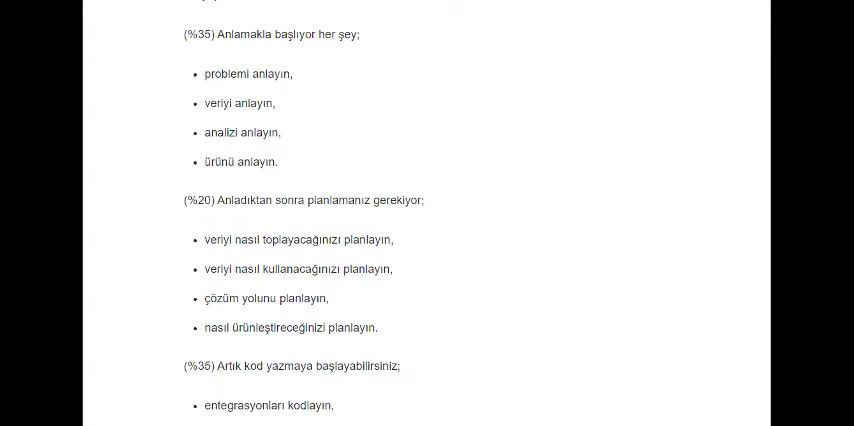 (%35) Anlamakla başlıyor her şey;
• problemi anlayın,
• veriyi anlayın,
• analizi anlayın,
• ürünü anlayın.
(%20) Anladıktan sonra planlamanız gerekiyor;
• veriyi nasıl toplayacağınızı planlayın,
• veriyi nasıl kullanacağınızı planlayın,
• çözüm yolunu planlayın,
• nasıl ürünleştireceğinizi planlayın.
(%35) Artık kod yazmaya başlayabilirsiniz;
• entegrasyonları kodlayın,